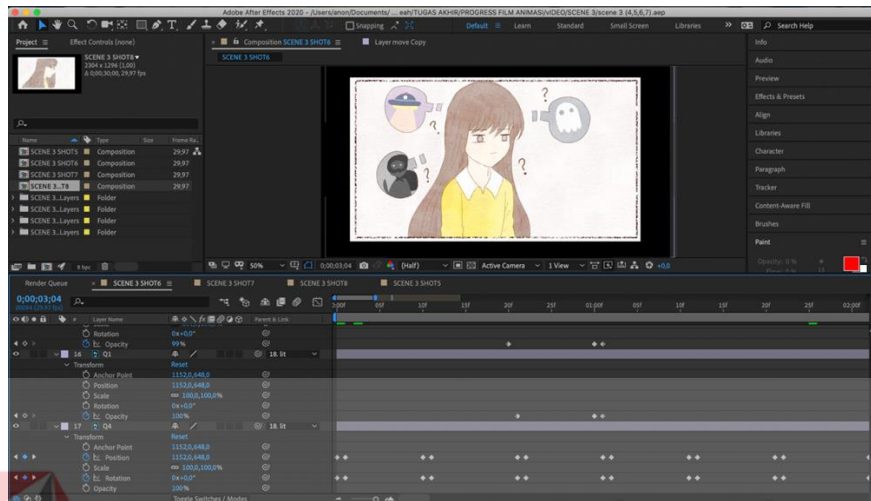 Adobe After Effects 2020 - /Users/anon/Documents/ ... eah/TUGAS AKHIR/PROGRESS FILM ANIMASI/VIDEO/SCENE 3/scene 3 (4,5,6,7).aep
Snapping
Default
Learn
Standard
Small Screen
Libraries
Search Help
Project
Effect Controls (none)
Composition SCENE 3 SHOT6
Layer move Copy
SCENE 3 SHOT6
SCENE 3 SHOT8
2304 x 1296 (1,00)
Δ 0;00;30;00, 29,97 fps
Name Type Size Frame Ra..
SCENE 3 SHOT5 Composition 29,97
SCENE 3 SHOT6 Composition 29,97
SCENE 3 SHOT7 Composition 29,97
SCENE 3...T8 Composition 29,97
SCENE 3...Layers Folder
SCENE 3...Layers Folder
SCENE 3...Layers Folder
SCENE 3...Layers Folder
8 bpc
? ? ? ?
50% 0;00;03;04 (Half) Active Camera 1 View +0,0
Info
Audio
Preview
Effects & Presets
Align
Libraries
Character
Paragraph
Tracker
Content-Aware Fill
Brushes
Paint
Opacity: 0 %
Render Queue
SCENE 3 SHOT6
SCENE 3 SHOT7
SCENE 3 SHOT8
SCENE 3 SHOT5
0;00;03;04
00094 (29.97 fps)
05f 10f 15f 20f 25f 01:00f 05f 10f 15f 20f 25f 02:00f
# Layer Name Parent & Link
Rotation 0x+0,0°
Opacity 99%
16 Q1 18. lit
Transform Reset
Anchor Point 1152,0,648,0
Position 1152,0,648,0
Scale 100,0,100,0%
Rotation 0x+0,0°
Opacity 100%
17 Q4 18. lit
Transform Reset
Anchor Point 1152,0,648,0
Position 1152,0,648,0
Scale 100,0,100,0%
Rotation 0x+0,0°
Opacity 100%
Toggle Switches / Modes